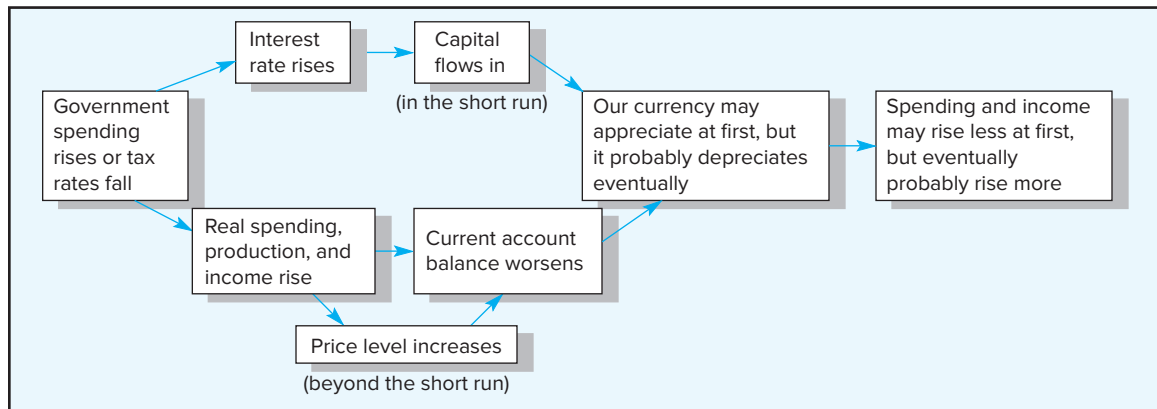 Government
spending
rises or tax
rates fall
Interest
rate rises
Capital
flows in
(in the short run)
Real spending,
production, and
income rise
Current account
balance worsens
Price level increases
(beyond the short run)
Our currency may
appreciate at first, but
it probably depreciates
eventually
Spending and income
may rise less at first,
but eventually
probably rise more